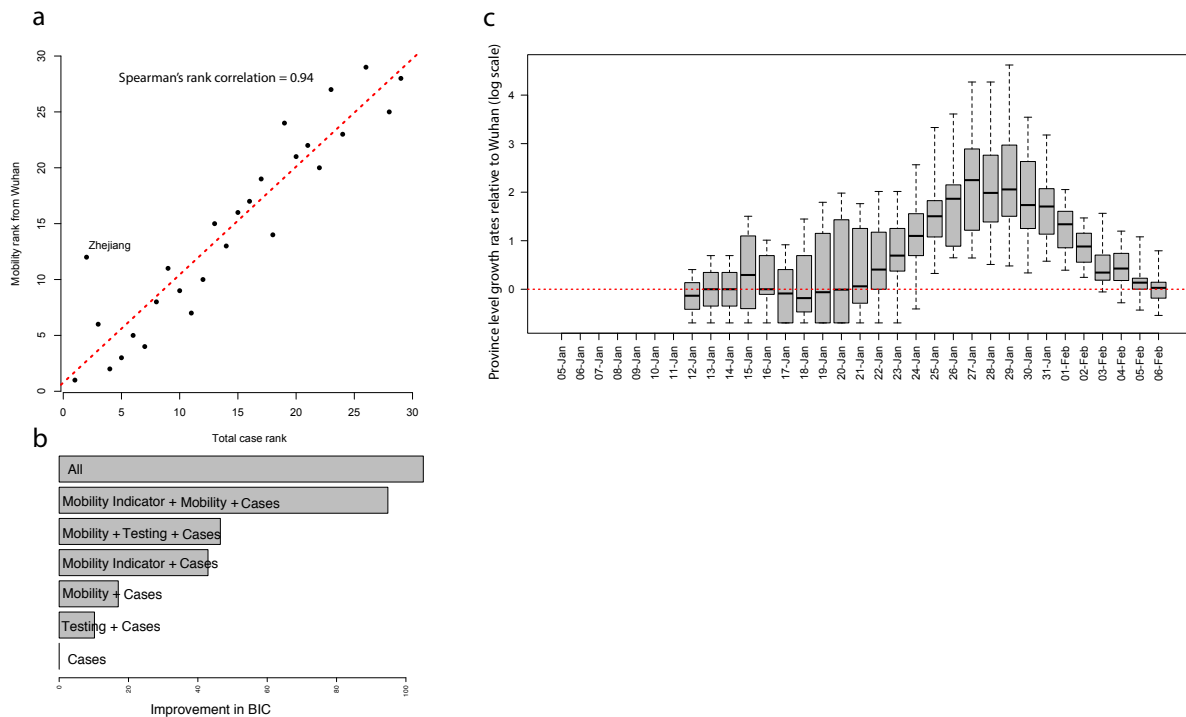 a
Spearman's rank correlation = 0.94
Zhejiang
Mobility rank from Wuhan
0
5
10
15
20
25
30
0 5 10 15 20 25 30
Total case rank
b
All
Mobility Indicator + Mobility + Cases
Mobility + Testing + Cases
Mobility Indicator + Cases
Mobility + Cases
Testing + Cases
Cases
0 20 40 60 80 100
Improvement in BIC
c
Province level growth rates relative to Wuhan (log scale)
0
1
2
3
4
05-Jan
06-Jan
07-Jan
08-Jan
09-Jan
10-Jan
11-Jan
12-Jan
13-Jan
14-Jan
15-Jan
16-Jan
17-Jan
18-Jan
19-Jan
20-Jan
21-Jan
22-Jan
23-Jan
24-Jan
25-Jan
26-Jan
27-Jan
28-Jan
29-Jan
30-Jan
31-Jan
01-Feb
02-Feb
03-Feb
04-Feb
05-Feb
06-Feb